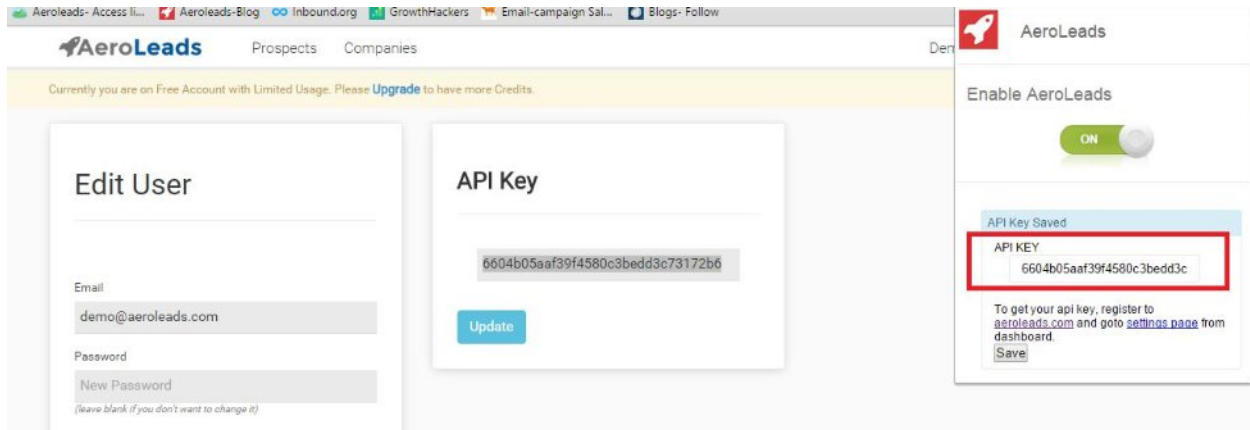 Aeroleads- Access li...
Aeroleads-Blog
Inbound.org
GrowthHackers
Email-campaign Sal...
Blogs- Follow
AeroLeads
Prospects
Companies
Currently you are on Free Account with Limited Usage. Please Upgrade to have more Credits.
Edit User
Email
demo@aeroleads.com
Password
New Password
(leave blank if you don't want to change it)
API Key
6604b05aaf39f4580c3bedd3c73172b6
Update
AeroLeads
Enable AeroLeads
ON
API Key Saved
API KEY
6604b05aaf39f4580c3bedd3c
To get your api key, register to
aeroleads.com and goto settings page from
dashboard.
Save